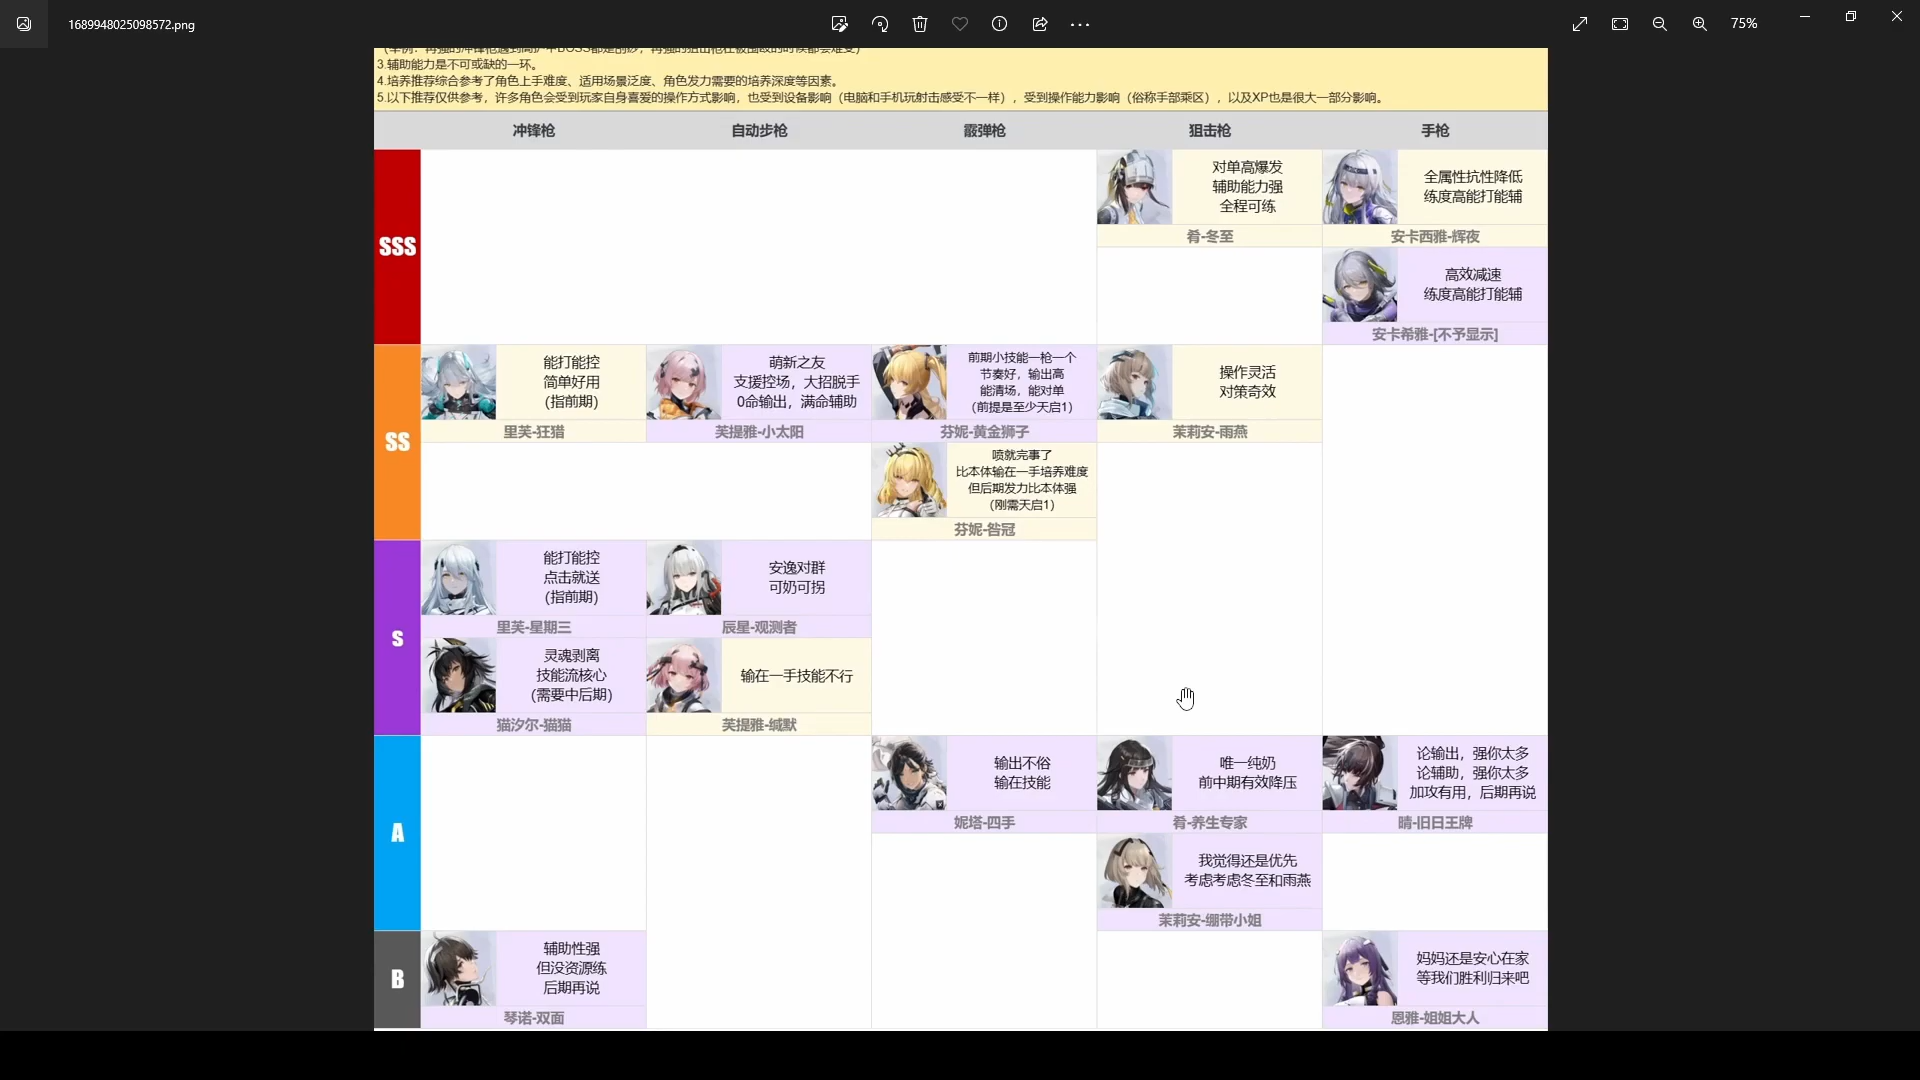 1689948025098572.png
75%
3.辅助能力是不可或缺的一环。
4.培养推荐综合参考了角色上手难度、适用场景泛度、角色发力需要的培养深度等因素。
5.以下推荐仅供参考，许多角色会受到玩家自身喜爱的操作方式影响，也受到设备影响（电脑和手机玩射击感受不一样），受到操作能力影响（俗称手部乘区），以及XP也是很大一部分影响。
冲锋枪 自动步枪 霰弹枪 狙击枪 手枪
SSS
对单高爆发
辅助能力强
全程可练
肴-冬至
全属性抗性降低
练度高能打能辅
安卡西雅-辉夜
高效减速
练度高能打能辅
安卡希雅-[不予显示]
SS
能打能控
简单好用
(指前期)
里芙-狂猎
萌新之友
支援控场，大招脱手
0命输出，满命辅助
芙提雅-小太阳
前期小技能一枪一个
节奏好，输出高
能清场，能对单
（前提是至少天启1）
芬妮-黄金狮子
操作灵活
对策奇效
茉莉安-雨燕
喷就完事了
比本体输在一手培养难度
但后期发力比本体强
（刚需天启1）
芬妮-咎冠
S
能打能控
点击就送
(指前期)
里芙-星期三
安逸对群
可奶可拐
辰星-观测者
灵魂剥离
技能流核心
(需要中后期)
猫汐尔-猫猫
输在一手技能不行
芙提雅-缄默
A
输出不俗
输在技能
妮塔-四手
唯一纯奶
前中期有效降压
肴-养生专家
论输出，强你太多
论辅助，强你太多
加攻有用，后期再说
晴-旧日王牌
我觉得还是优先
考虑考虑冬至和雨燕
茉莉安-绷带小姐
B
辅助性强
但没资源练
后期再说
琴诺-双面
妈妈还是安心在家
等我们胜利归来吧
恩雅-姐姐大人